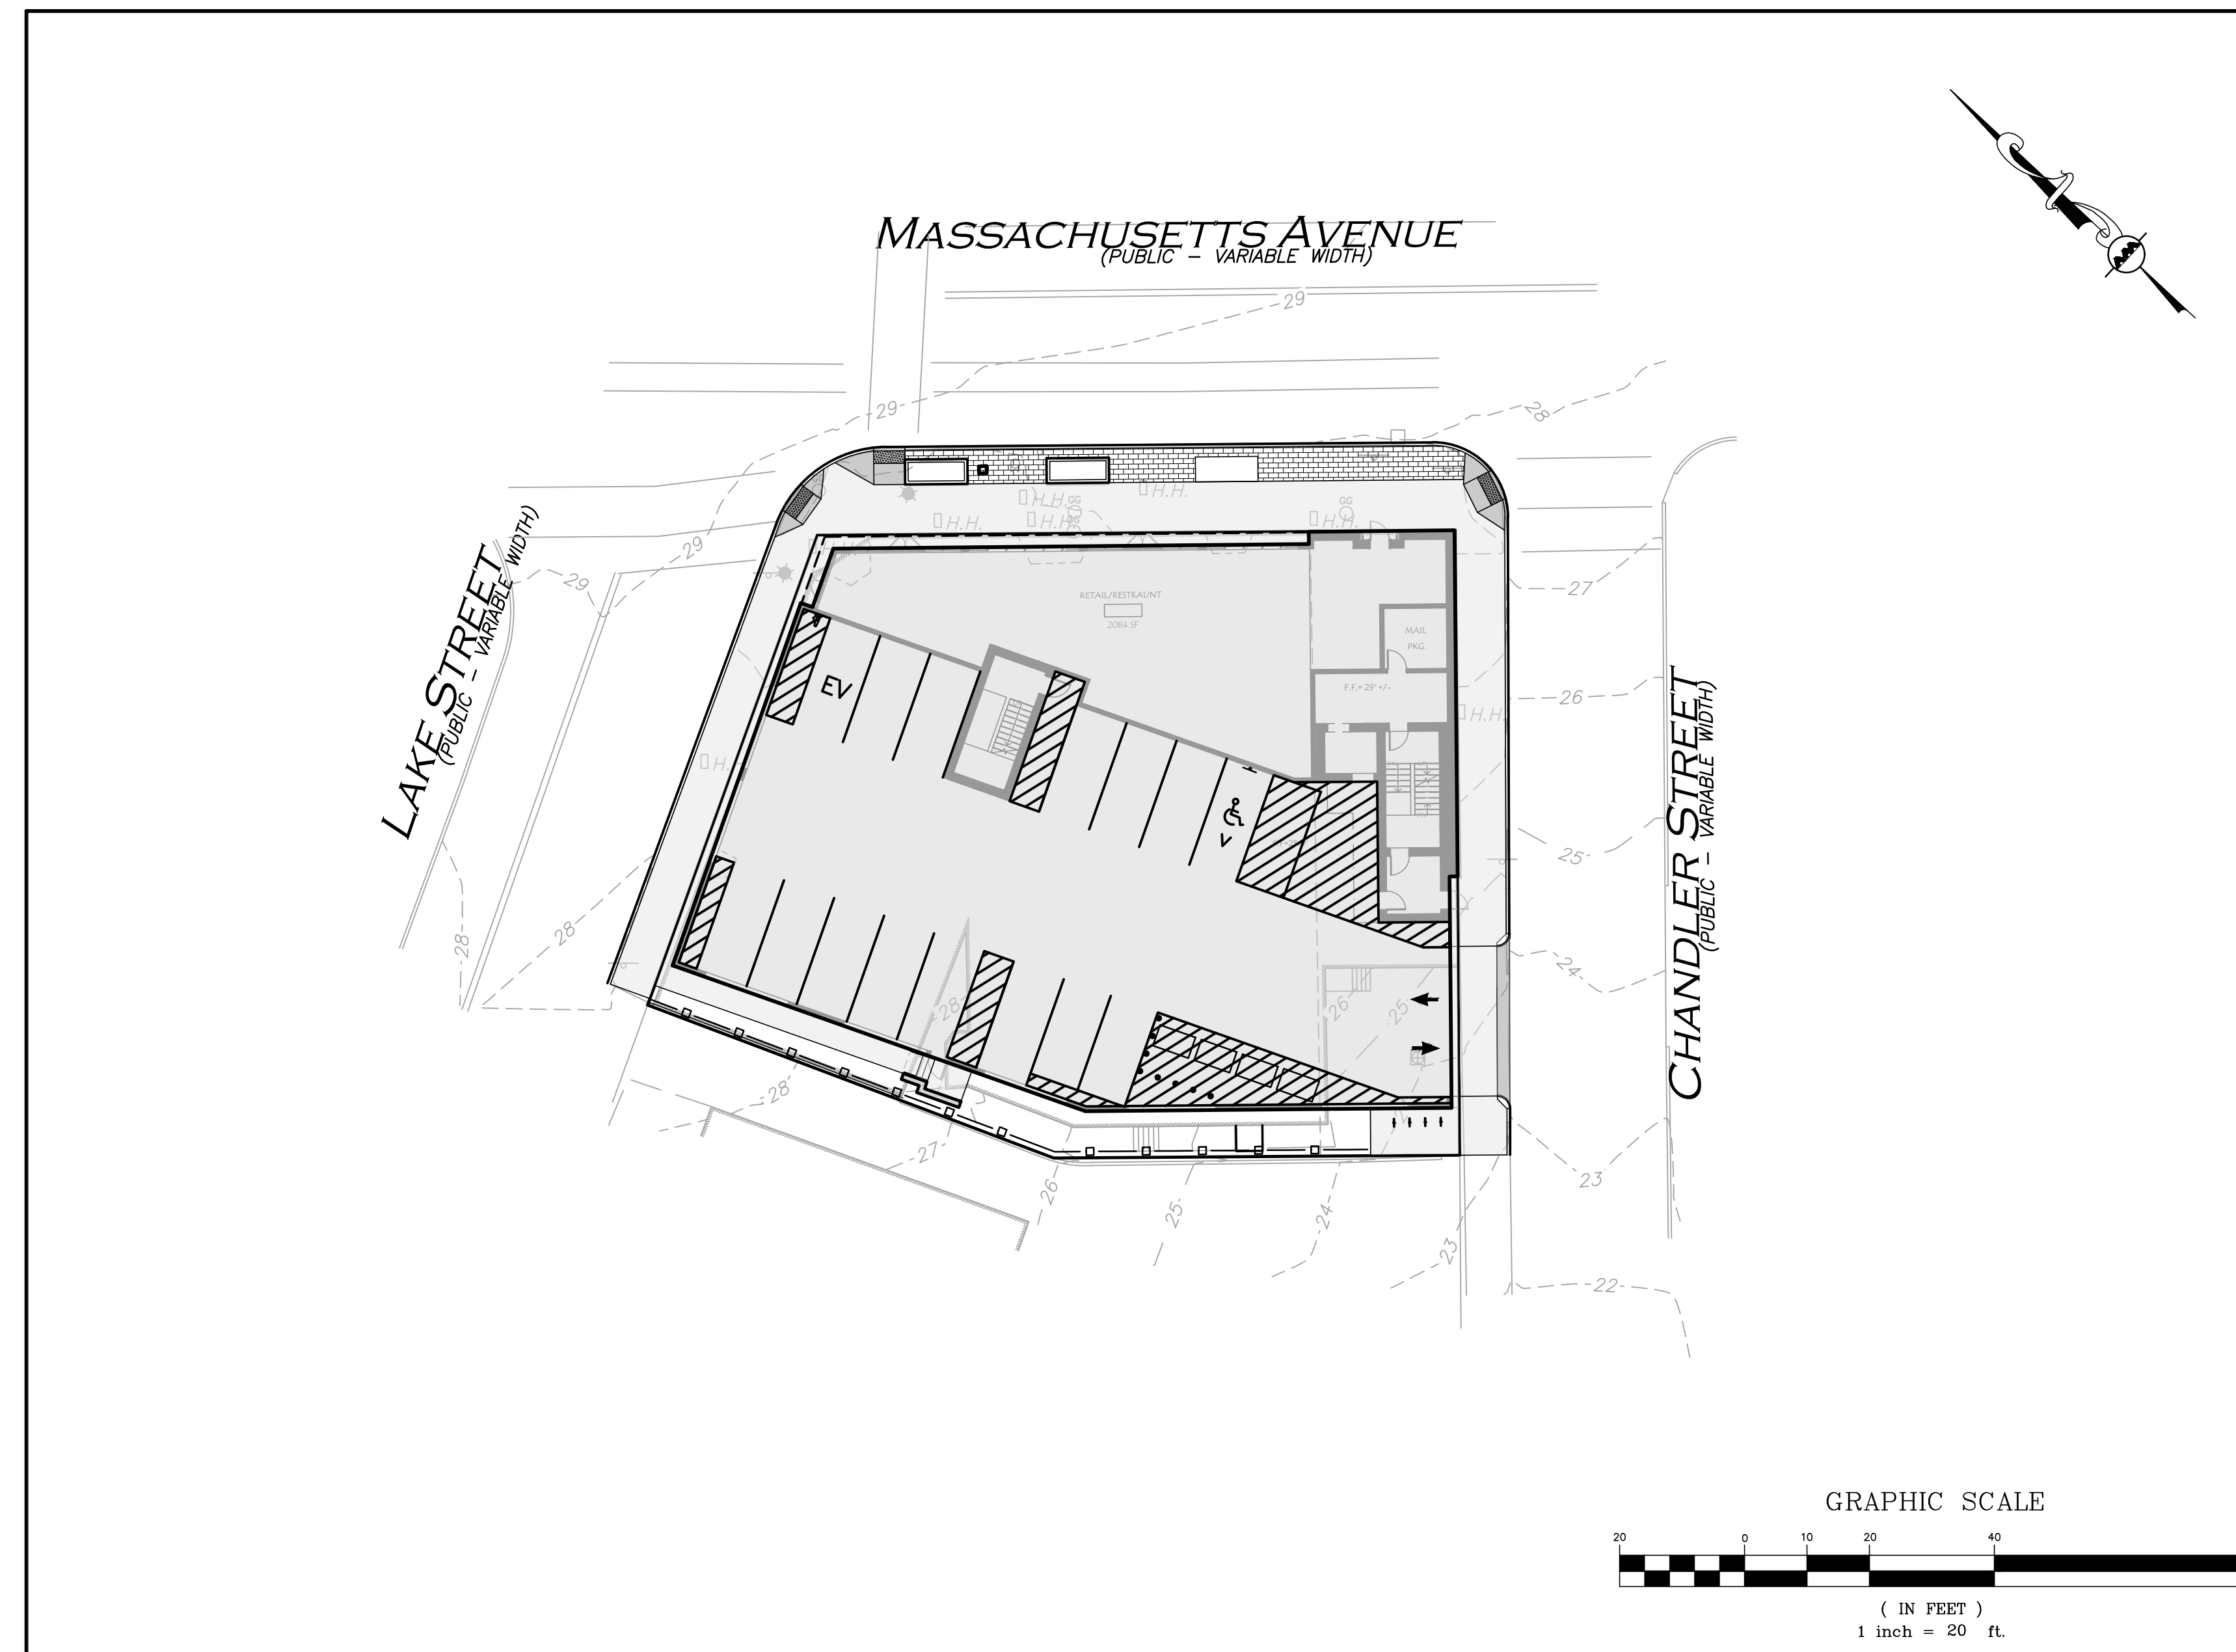 MASSACHUSETTS AVENUE
(PUBLIC – VARIABLE WIDTH)
29
29
28
H.H.
GG
H.H.
GG
H.H.
H.H.
H.H.
29
29
27
LAKE STREET
(PUBLIC – VARIABLE WIDTH)
RETAIL/RESTRAUNT
2084 SF
MAIL
PKG.
F.F.= 29' +/-
EV
26
H.H.
H.H.
V
CHANDLER STREET
(PUBLIC – VARIABLE WIDTH)
25
28
28
24
28
26
25
28
27
23
26
25
24
23
22
GRAPHIC SCALE
20 0 10 20 40
( IN FEET )
1 inch = 20 ft.